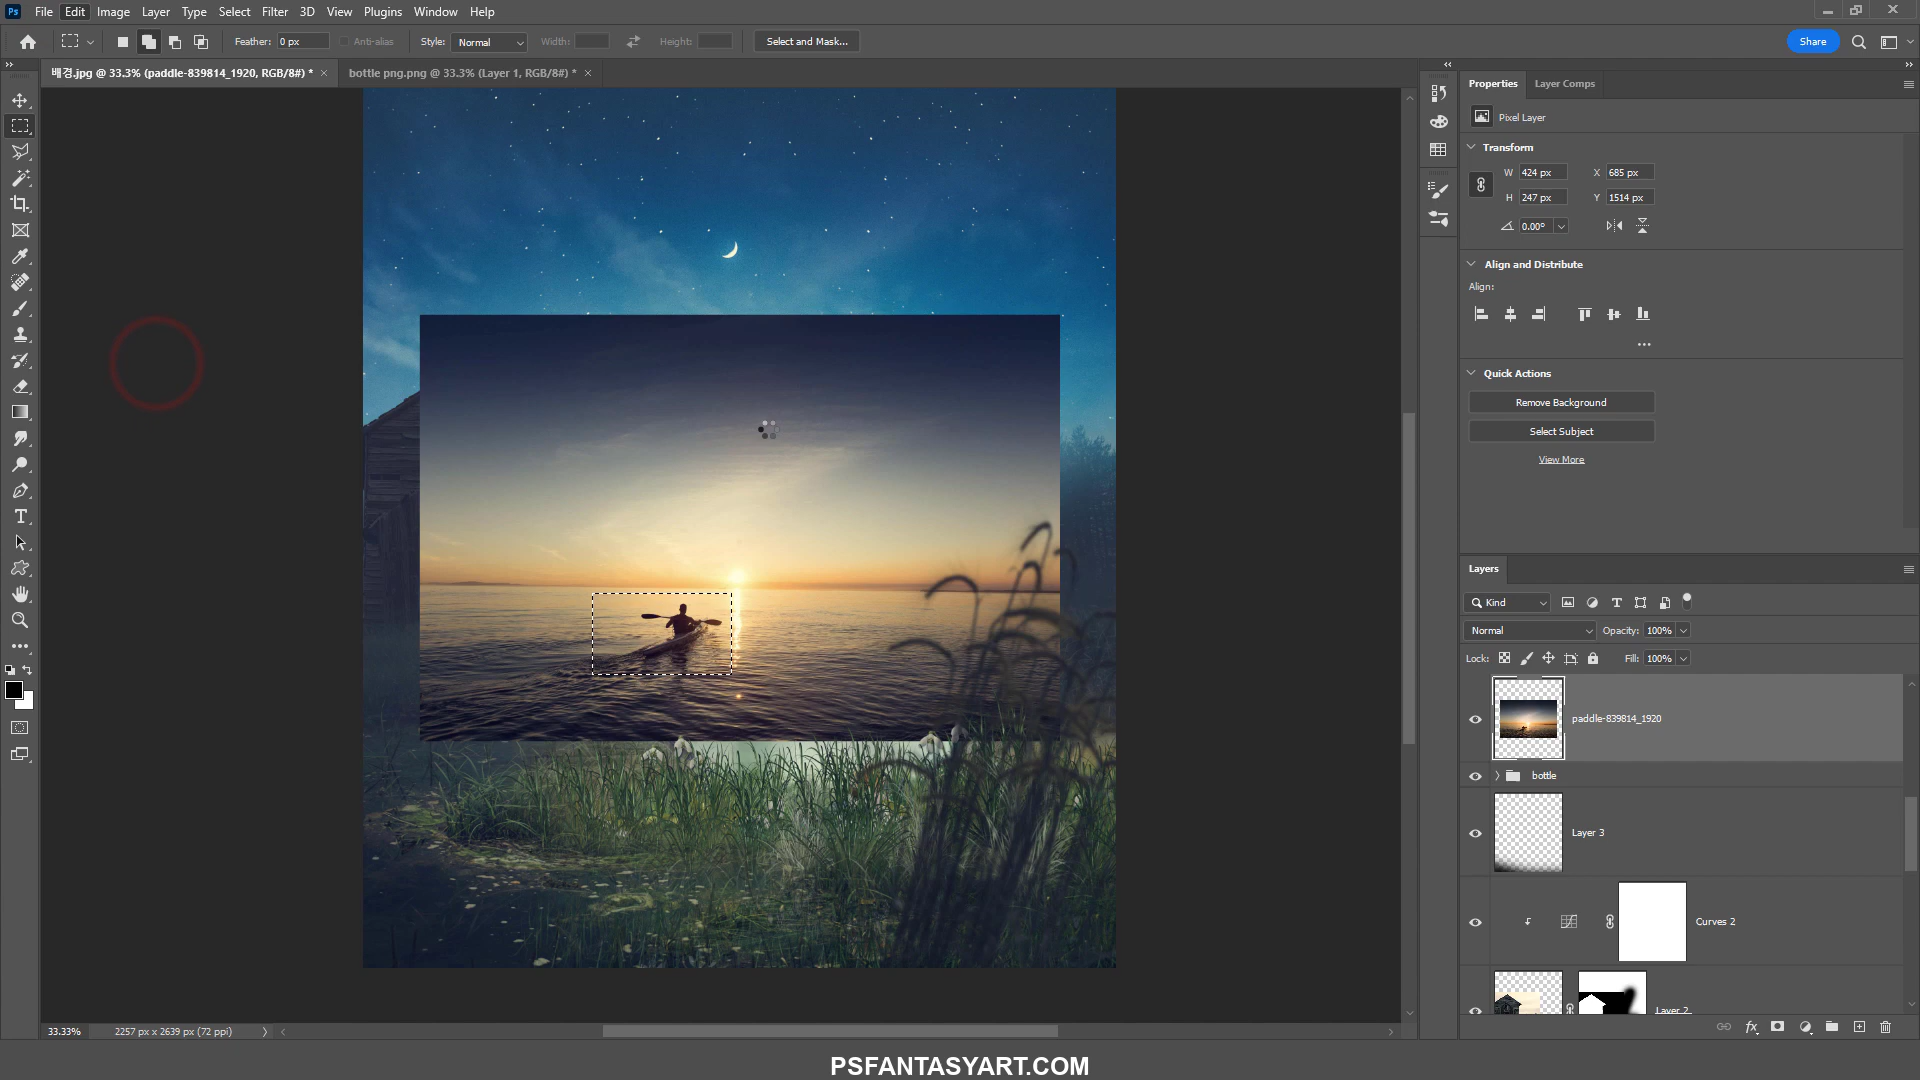 Ps File Edit Image Layer Type Select Filter 3D View Plugins Window Help
Feather: 0 px Anti-alias Style: Normal Width: Height: Select and Mask... Share
배경.jpg @ 33.3% (paddle-839814_1920, RGB/8#) * × bottle png.png @ 33.3% (Layer 1, RGB/8#) * ×
Properties Layer Comps
Pixel Layer
Transform
W 424 px X 685 px
H 247 px Y 1514 px
0.00°
Align and Distribute
Align:
Quick Actions
Remove Background
Select Subject
View More
Layers
Kind
Normal Opacity: 100%
Lock: Fill: 100%
paddle-839814_1920
bottle
Layer 3
Curves 2
Layer 2
33.33% 2257 px x 2639 px (72 ppi)
PSFANTASYART.COM